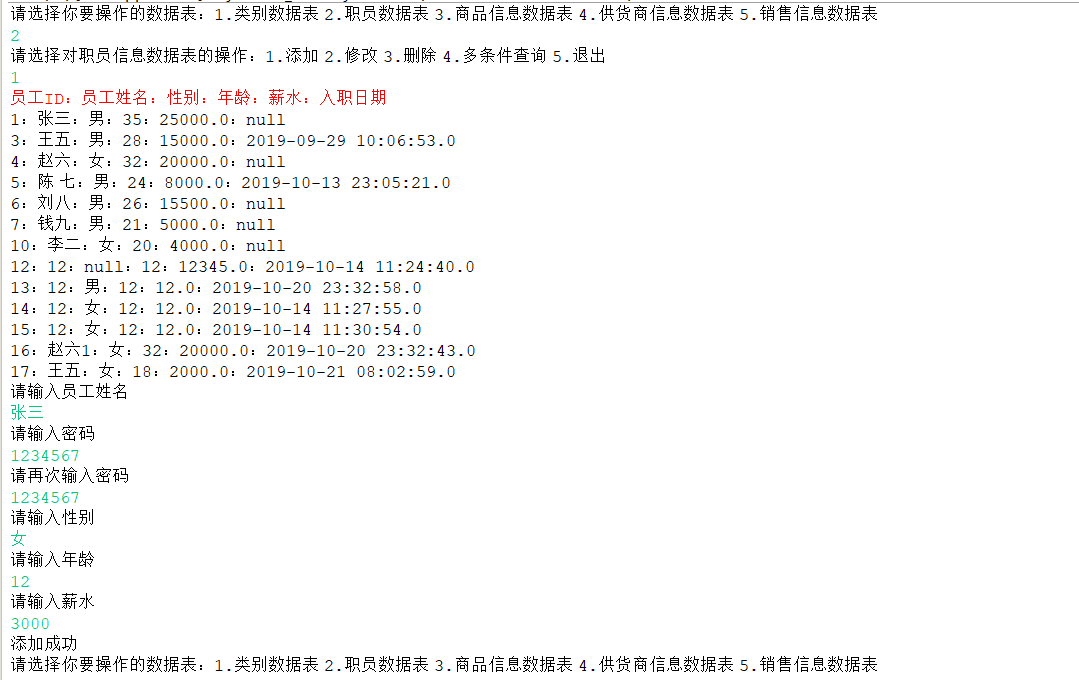 请选择你要操作的数据表：1.类别数据表 2.职员数据表 3.商品信息数据表 4.供货商信息数据表 5.销售信息数据表
2
请选择对职员信息数据表的操作：1.添加 2.修改 3.删除 4.多条件查询 5.退出
1
员工ID：员工姓名：性别：年龄：薪水：入职日期
1：张三：男：35：25000.0：null
3：王五：男：28：15000.0：2019-09-29 10:06:53.0
4：赵六：女：32：20000.0：null
5：陈 七：男：24：8000.0：2019-10-13 23:05:21.0
6：刘八：男：26：15500.0：null
7：钱九：男：21：5000.0：null
10：李二：女：20：4000.0：null
12：12：null：12：12345.0：2019-10-14 11:24:40.0
13：12：男：12：12.0：2019-10-20 23:32:58.0
14：12：女：12：12.0：2019-10-14 11:27:55.0
15：12：女：12：12.0：2019-10-14 11:30:54.0
16：赵六1：女：32：20000.0：2019-10-20 23:32:43.0
17：王五：女：18：2000.0：2019-10-21 08:02:59.0
请输入员工姓名
张三
请输入密码
1234567
请再次输入密码
1234567
请输入性别
女
请输入年龄
12
请输入薪水
3000
添加成功
请选择你要操作的数据表：1.类别数据表 2.职员数据表 3.商品信息数据表 4.供货商信息数据表 5.销售信息数据表